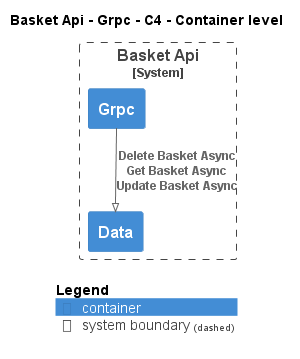 Basket Api - Grpc - C4 - Container level
Basket Api
[System]
Grpc
Delete Basket Async
Get Basket Async
Update Basket Async
Data
Legend
container
system boundary (dashed)